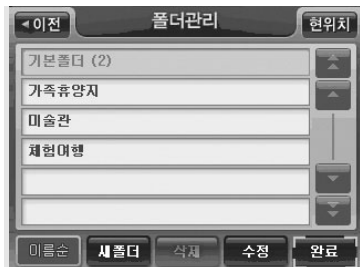 ◀이전 폴더관리 현위치
기본폴더 (2)
가족휴양지
미술관
체험여행
이름순 새폴더 삭제 수정 완료